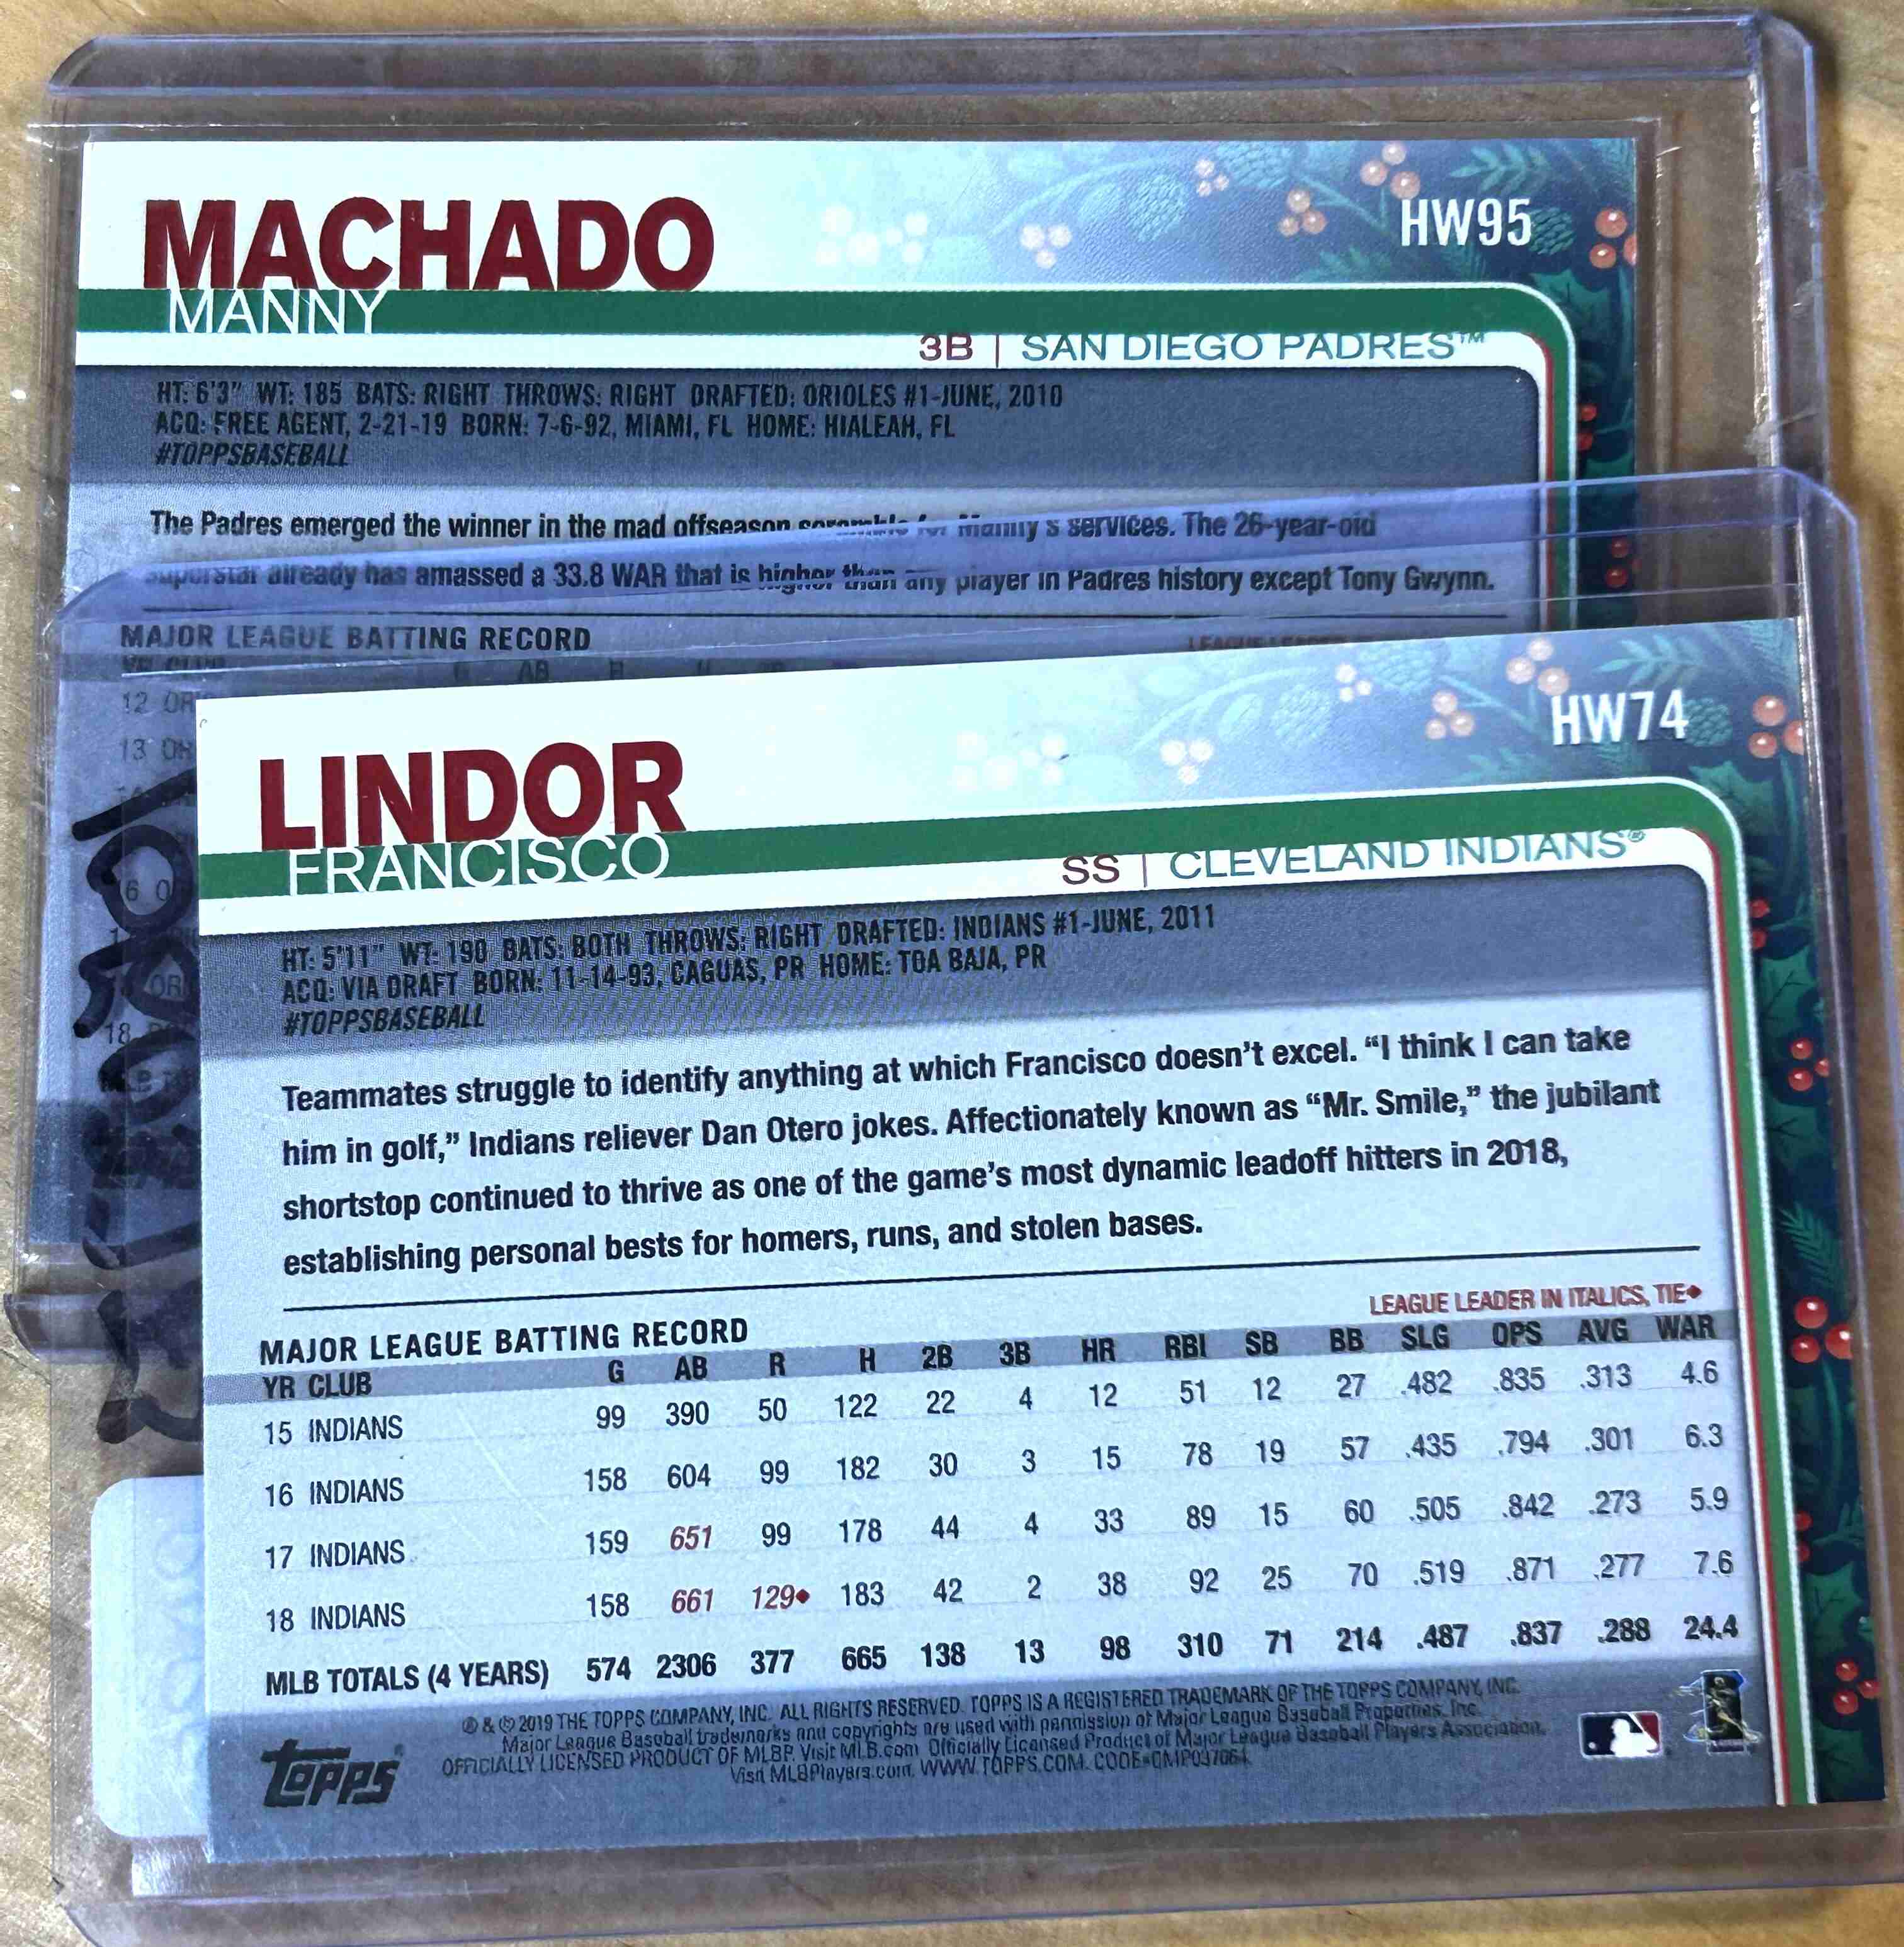 MACHADO
HW95
MANNY
3B | SAN DIEGO PADRES™
HT: 6'3" WT: 185 BATS: RIGHT THROWS: RIGHT DRAFTED: ORIOLES #1-JUNE, 2010
ACQ: FREE AGENT, 2-21-19 BORN: 7-6-92, MIAMI, FL HOME: HIALEAH, FL
#TOPPSBASEBALL
The Padres emerged the winner in the mad offseason scramble for Manny's services. The 26-year-old
superstar already has amassed a 33.8 WAR that is higher than any player in Padres history except Tony Gwynn.
MAJOR LEAGUE BATTING RECORD
YR CLUB G AB R H
12 OR
13 OR
6 O
OR
18
LINDOR
HW74
FRANCISCO
SS | CLEVELAND INDIANS®
HT: 5'11" WT: 190 BATS: BOTH THROWS: RIGHT DRAFTED: INDIANS #1-JUNE, 2011
ACQ: VIA DRAFT BORN: 11-14-93, CAGUAS, PR HOME: TOA BAJA, PR
#TOPPSBASEBALL
Teammates struggle to identify anything at which Francisco doesn't excel. "I think I can take
him in golf," Indians reliever Dan Otero jokes. Affectionately known as "Mr. Smile," the jubilant
shortstop continued to thrive as one of the game's most dynamic leadoff hitters in 2018,
establishing personal bests for homers, runs, and stolen bases.
LEAGUE LEADER IN ITALICS, TIE◆
MAJOR LEAGUE BATTING RECORD
YR CLUB G AB R H 2B 3B HR RBI SB BB SLG OPS AVG WAR
15 INDIANS 99 390 50 122 22 4 12 51 12 27 .482 .835 .313 4.6
16 INDIANS 158 604 99 182 30 3 15 78 19 57 .435 .794 .301 6.3
17 INDIANS 159 651 99 178 44 4 33 89 15 60 .505 .842 .273 5.9
18 INDIANS 158 661 129◆ 183 42 2 38 92 25 70 .519 .871 .277 7.6
MLB TOTALS (4 YEARS) 574 2306 377 665 138 13 98 310 71 214 .487 .837 .288 24.4
® & © 2019 THE TOPPS COMPANY, INC. ALL RIGHTS RESERVED. TOPPS IS A REGISTERED TRADEMARK OF THE TOPPS COMPANY, INC.
Major League Baseball trademarks and copyrights are used with permission of Major League Baseball Properties, Inc.
OFFICIALLY LICENSED PRODUCT OF MLBP. Visit MLB.com Officially Licensed Product of Major League Baseball Players Association.
Visit MLBPlayers.com. WWW.TOPPS.COM. CODE#CMP037064
Topps®